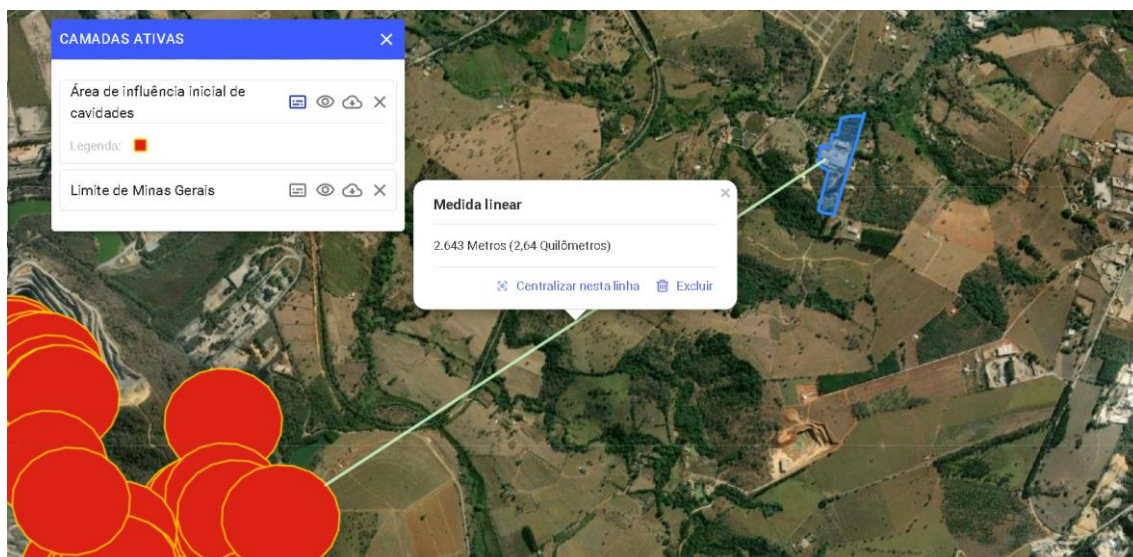 CAMADAS ATIVAS
Área de influência inicial de
cavidades
Legenda:
Limite de Minas Gerais
Medida linear
2.643 Metros (2,64 Quilômetros)
Centralizar nesta linha Excluir